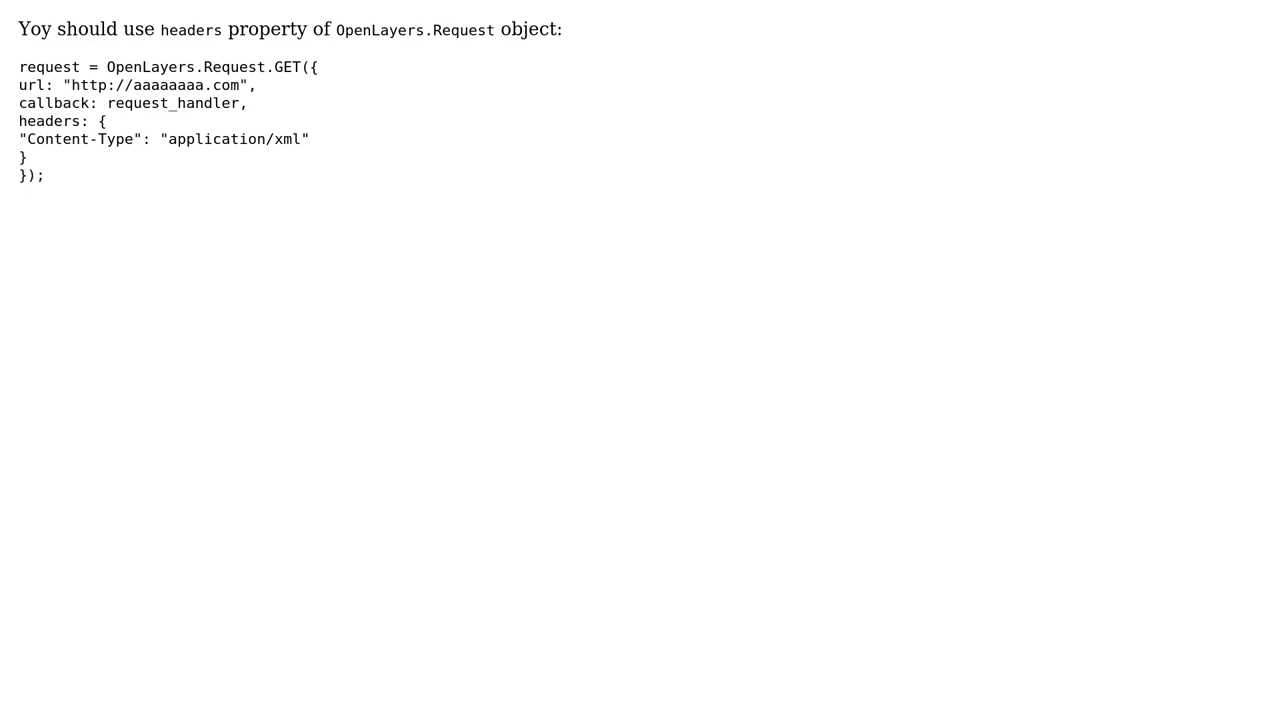 Yoy should use headers property of OpenLayers.Request object:
request = OpenLayers.Request.GET({
url: "http://aaaaaaaa.com",
callback: request_handler,
headers: {
"Content-Type": "application/xml"
}
});